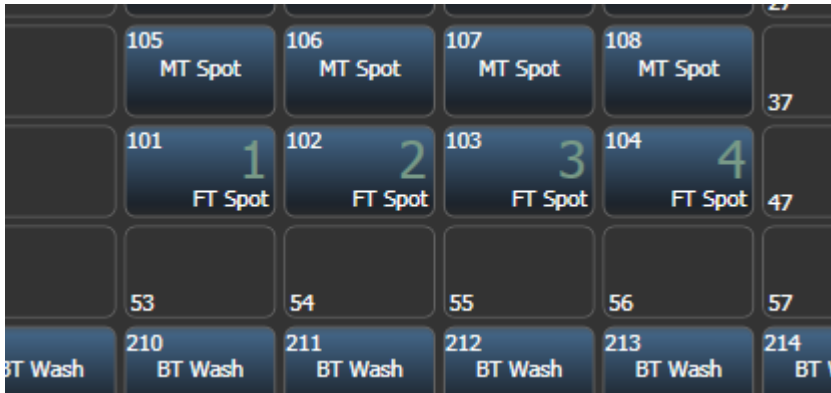 27
105 106 107 108
MT Spot MT Spot MT Spot MT Spot
37
101 1 102 2 103 3 104 4
FT Spot FT Spot FT Spot FT Spot 47
53 54 55 56 57
210 211 212 213 214
BT Wash BT Wash BT Wash BT Wash BT Wash BT